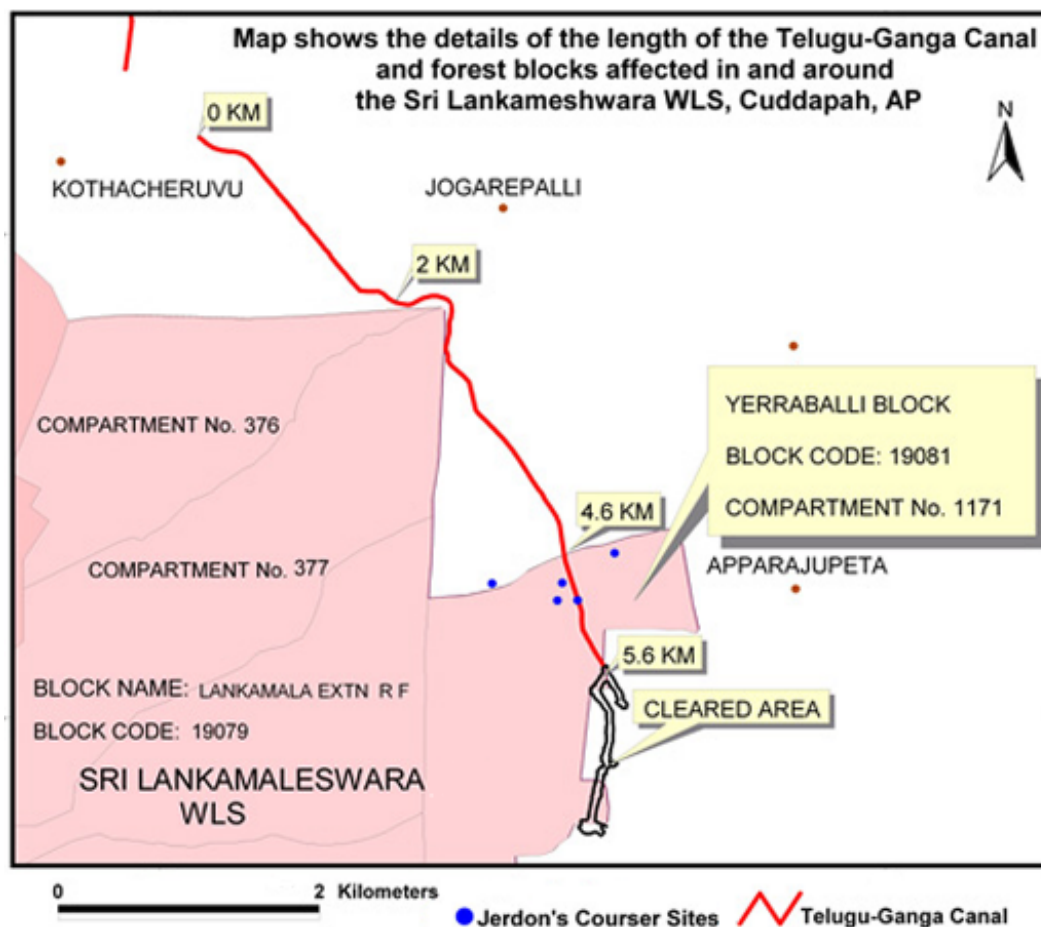 Map shows the details of the length of the Telugu-Ganga Canal
and forest blocks affected in and around
the Sri Lankameshwara WLS, Cuddapah, AP
0 KM
N
KOTHACHERUVU
JOGAREPALLI
2 KM
COMPARTMENT No. 376
YERRABALLI BLOCK
BLOCK CODE: 19081
COMPARTMENT No. 1171
4.6 KM
COMPARTMENT No. 377
APPARAJUPETA
5.6 KM
BLOCK NAME: LANKAMALA EXTN R F
CLEARED AREA
BLOCK CODE: 19079
SRI LANKAMALESWARA
WLS
0 2 Kilometers
Jerdon's Courser Sites
Telugu-Ganga Canal